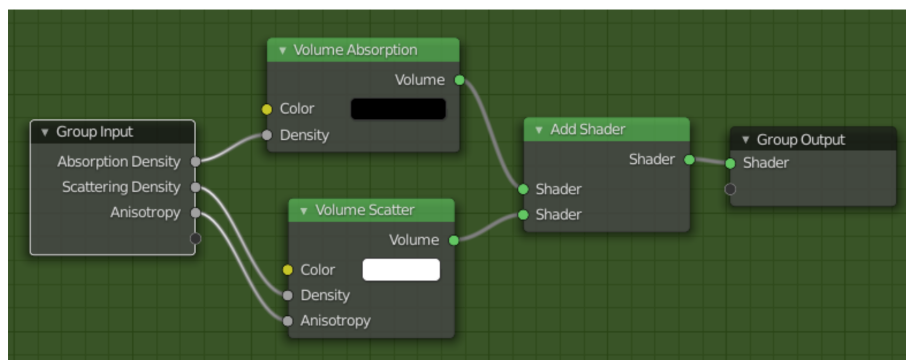 Group Input
Absorption Density
Scattering Density
Anisotropy
Volume Absorption
Volume
Color
Density
Volume Scatter
Volume
Color
Density
Anisotropy
Add Shader
Shader
Shader
Shader
Group Output
Shader